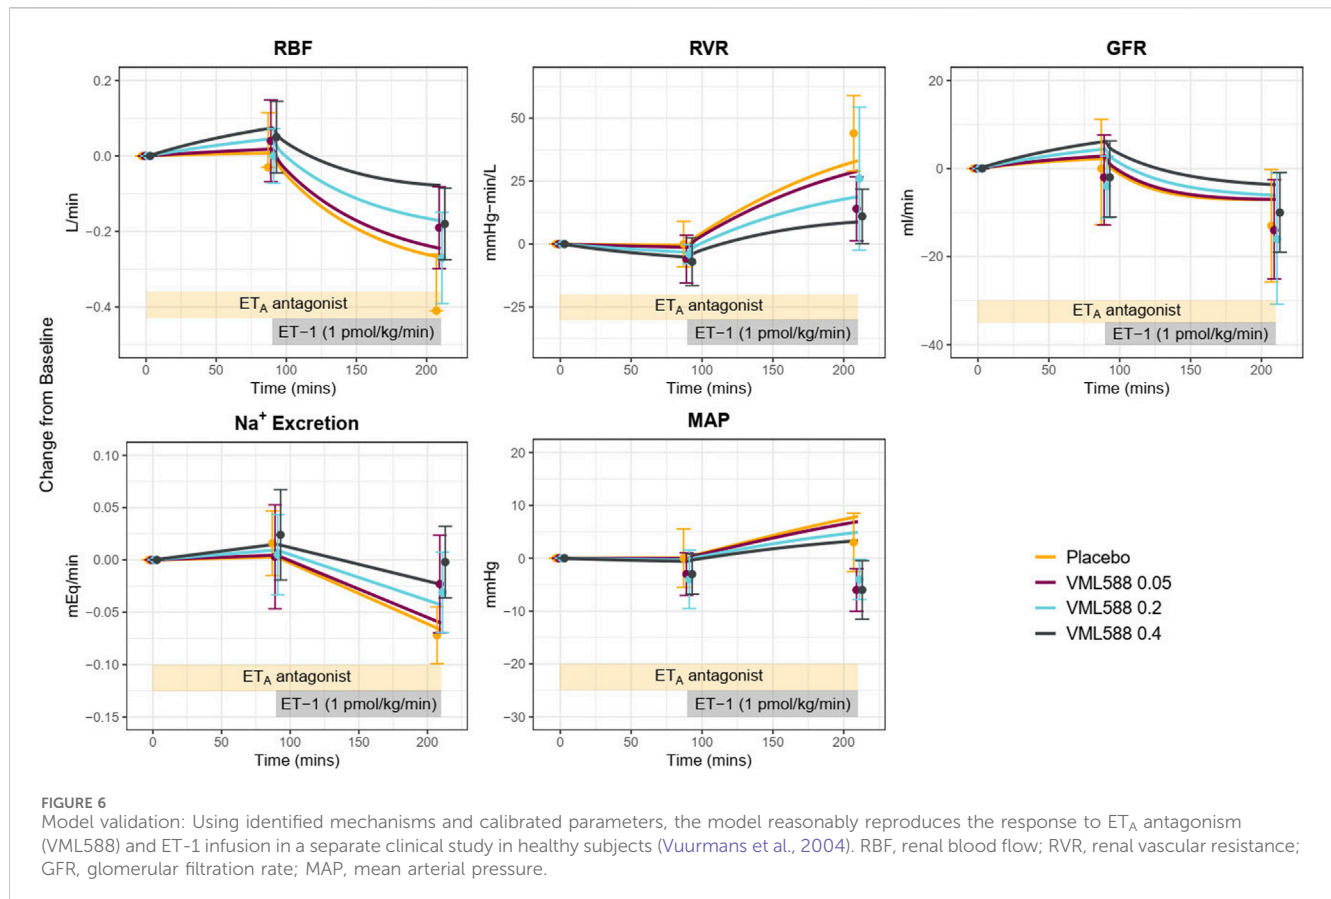 RBF
RVR
GFR
0.2
0.0
−0.2
−0.4
L/min
50
25
0
−25
mmHg−min/L
20
0
−20
−40
ml/min
ET_A antagonist
ET−1 (1 pmol/kg/min)
ET_A antagonist
ET−1 (1 pmol/kg/min)
ET_A antagonist
ET−1 (1 pmol/kg/min)
0 50 100 150 200
0 50 100 150 200
0 50 100 150 200
Time (mins)
Time (mins)
Time (mins)
Change from Baseline
Na⁺ Excretion
MAP
0.10
0.05
0.00
−0.05
−0.10
−0.15
mEq/min
20
10
0
−10
−20
−30
mmHg
ET_A antagonist
ET−1 (1 pmol/kg/min)
ET_A antagonist
ET−1 (1 pmol/kg/min)
0 50 100 150 200
0 50 100 150 200
Time (mins)
Time (mins)
Placebo
VML588 0.05
VML588 0.2
VML588 0.4
FIGURE 6
Model validation: Using identified mechanisms and calibrated parameters, the model reasonably reproduces the response to ET_A antagonism
(VML588) and ET-1 infusion in a separate clinical study in healthy subjects (Vuurmans et al., 2004). RBF, renal blood flow; RVR, renal vascular resistance;
GFR, glomerular filtration rate; MAP, mean arterial pressure.